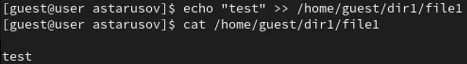 [guest@user astarusov]$ echo "test" >> /home/guest/dir1/file1
[guest@user astarusov]$ cat /home/guest/dir1/file1
test